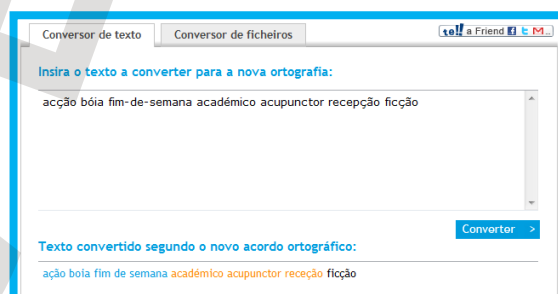 Conversor de texto Conversor de ficheiros tell a Friend M...
Insira o texto a converter para a nova ortografia:
acção bóia fim-de-semana académico acupunctor recepção ficção
Converter >
Texto convertido segundo o novo acordo ortográfico:
ação boia fim de semana académico acupunctor receção ficção